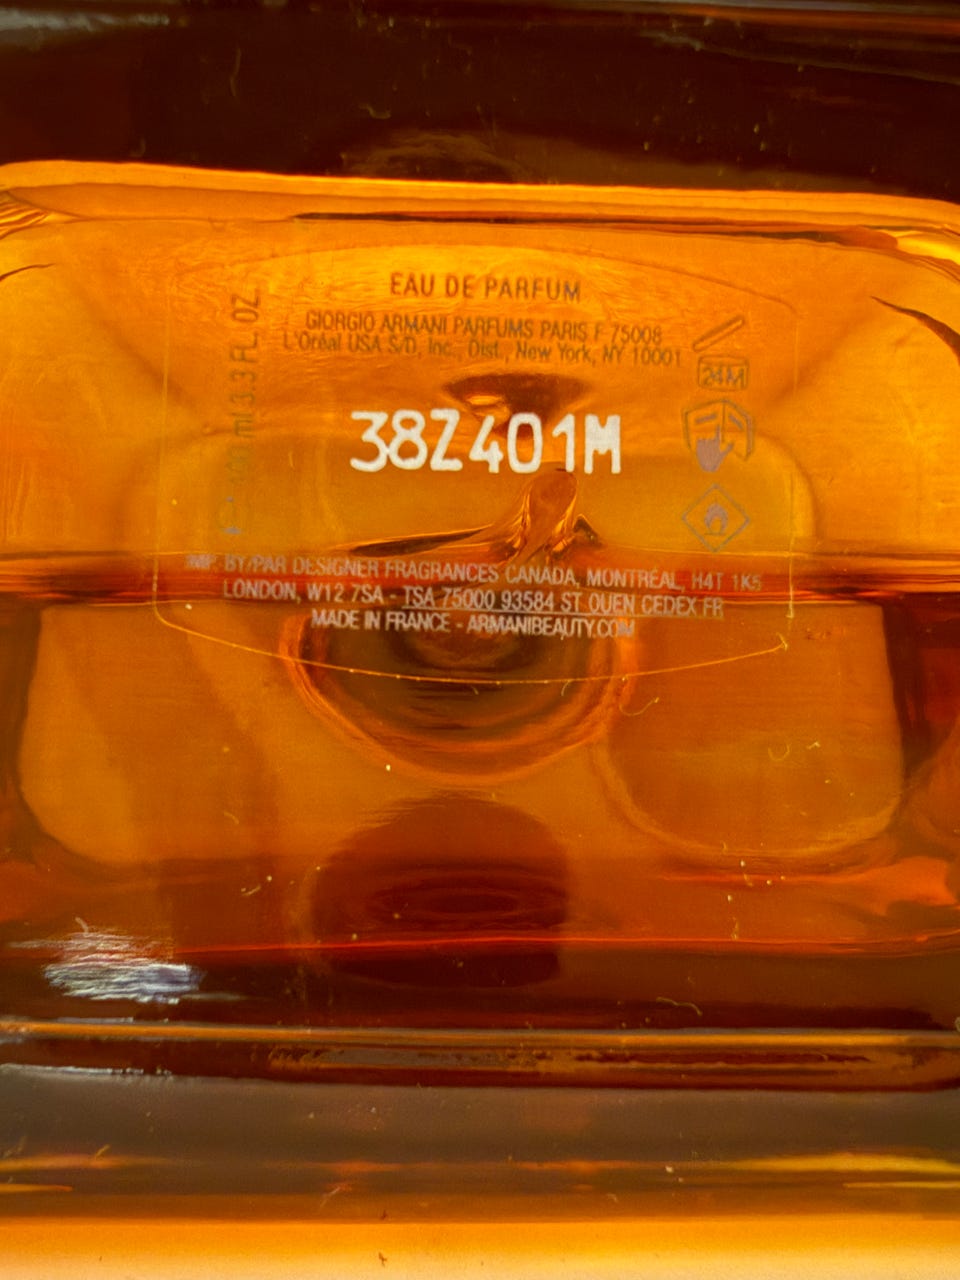 EAU DE PARFUM
GIORGIO ARMANI PARFUMS PARIS F 75008
L'Oréal USA S/D, Inc., Dist., New York, NY 10001
100 ml 3.3 FL. OZ.
24M
38Z401M
IMP. BY/PAR DESIGNER FRAGRANCES CANADA, MONTRÉAL, H4T 1K5
LONDON, W12 7SA - TSA 75000 93584 ST OUEN CEDEX FR
MADE IN FRANCE - ARMANIBEAUTY.COM